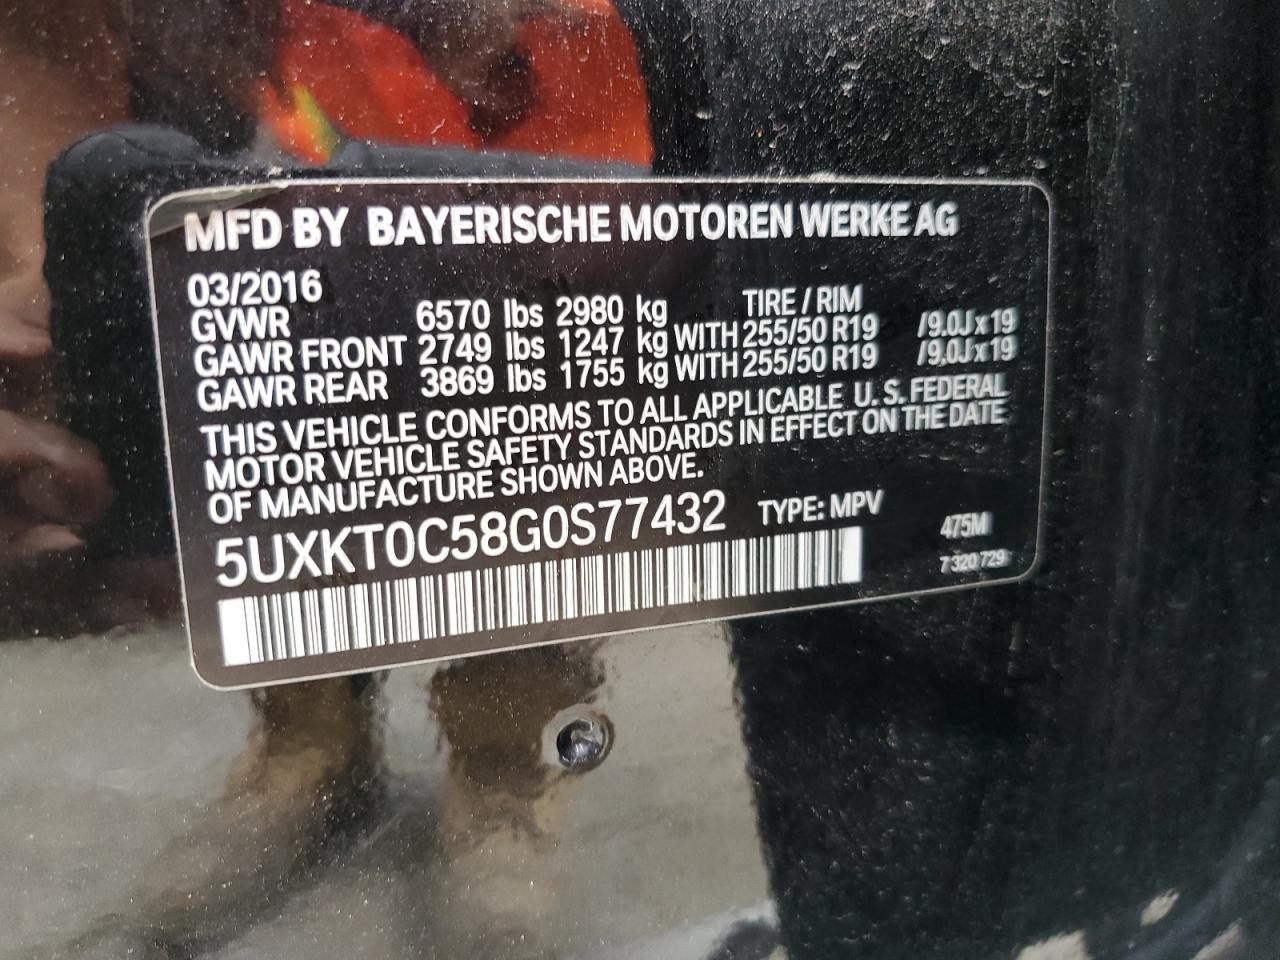 MFD BY BAYERISCHE MOTOREN WERKE AG
03/2016
TIRE / RIM
GVWR 6570 lbs 2980 kg
GAWR FRONT 2749 lbs 1247 kg WITH 255/50 R19 /9.0J x 19
GAWR REAR 3869 lbs 1755 kg WITH 255/50 R19 /9,0J x 19
THIS VEHICLE CONFORMS TO ALL APPLICABLE U.S. FEDERAL
MOTOR VEHICLE SAFETY STANDARDS IN EFFECT ON THE DATE
OF MANUFACTURE SHOWN ABOVE.
5UXKT0C58G0S77432 TYPE: MPV
475M
7 320 729